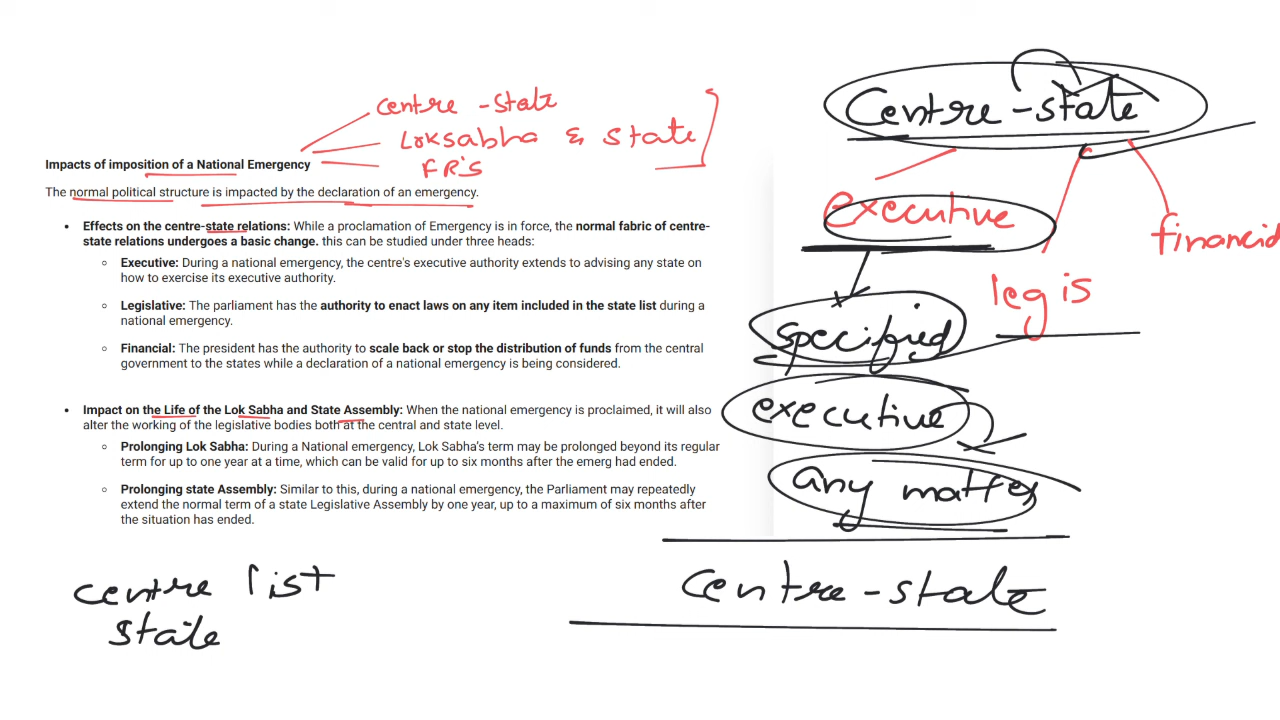 centre - state
Loksabha & state
FR'S
Impacts of imposition of a National Emergency
The normal political structure is impacted by the declaration of an emergency.
• Effects on the centre-state relations: While a proclamation of Emergency is in force, the normal fabric of centre-
state relations undergoes a basic change. this can be studied under three heads:
○ Executive: During a national emergency, the centre's executive authority extends to advising any state on
how to exercise its executive authority.
○ Legislative: The parliament has the authority to enact laws on any item included in the state list during a
national emergency.
○ Financial: The president has the authority to scale back or stop the distribution of funds from the central
government to the states while a declaration of a national emergency is being considered.
• Impact on the Life of the Lok Sabha and State Assembly: When the national emergency is proclaimed, it will also
alter the working of the legislative bodies both at the central and state level.
○ Prolonging Lok Sabha: During a National emergency, Lok Sabha's term may be prolonged beyond its regular
term for up to one year at a time, which can be valid for up to six months after the emerg had ended.
○ Prolonging state Assembly: Similar to this, during a national emergency, the Parliament may repeatedly
extend the normal term of a state Legislative Assembly by one year, up to a maximum of six months after
the situation has ended.
centre list
state
Centre - state
executive
financia
legis
specified
executive
any matter
centre - state